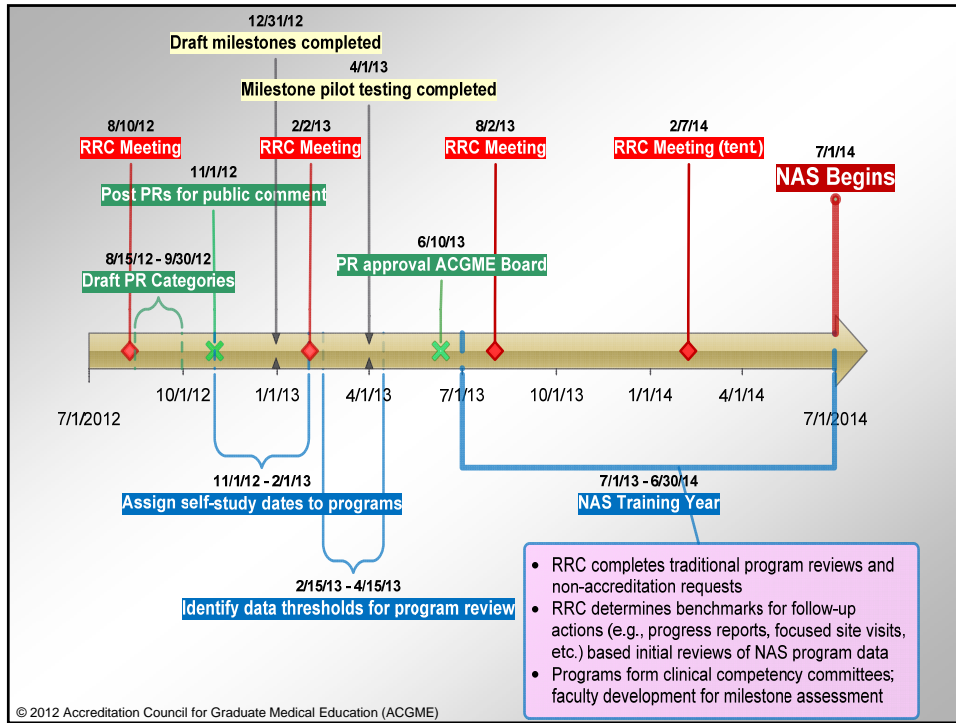 12/31/12
Draft milestones completed
4/1/13
Milestone pilot testing completed
8/10/12
RRC Meeting
2/2/13
RRC Meeting
8/2/13
RRC Meeting
2/7/14
RRC Meeting (tent.)
7/1/14
NAS Begins
11/1/12
Post PRs for public comment
6/10/13
PR approval ACGME Board
8/15/12 - 9/30/12
Draft PR Categories
7/1/2012
10/1/12
1/1/13
4/1/13
7/1/13
10/1/13
1/1/14
4/1/14
7/1/2014
11/1/12 - 2/1/13
Assign self-study dates to programs
7/1/13 - 6/30/14
NAS Training Year
2/15/13 - 4/15/13
Identify data thresholds for program review
• RRC completes traditional program reviews and
non-accreditation requests
• RRC determines benchmarks for follow-up
actions (e.g., progress reports, focused site visits,
etc.) based initial reviews of NAS program data
• Programs form clinical competency committees;
faculty development for milestone assessment
© 2012 Accreditation Council for Graduate Medical Education (ACGME)